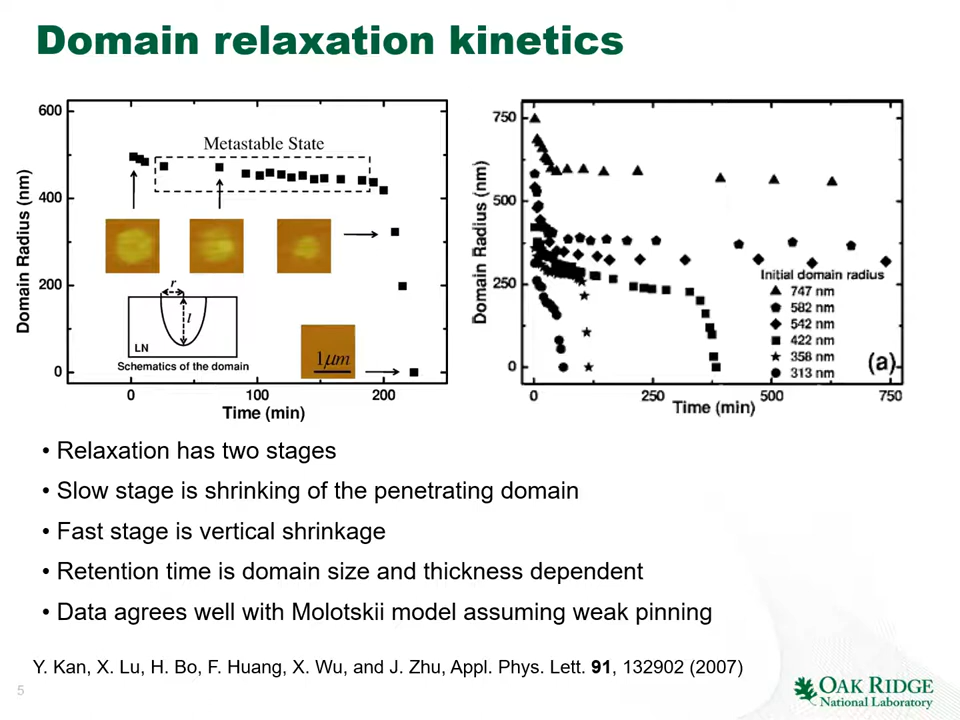 Domain relaxation kinetics
600
400
200
0
Domain Radius (nm)
Metastable State
r
l
LN
Schematics of the domain
1μm
0
100
200
Time (min)
750
500
250
0
Domain Radius (nm)
Initial domain radius
747 nm
582 nm
542 nm
422 nm
358 nm
313 nm
(a)
0
250
500
750
Time (min)
• Relaxation has two stages
• Slow stage is shrinking of the penetrating domain
• Fast stage is vertical shrinkage
• Retention time is domain size and thickness dependent
• Data agrees well with Molotskii model assuming weak pinning
Y. Kan, X. Lu, H. Bo, F. Huang, X. Wu, and J. Zhu, Appl. Phys. Lett. 91, 132902 (2007)
5
OAK RIDGE
National Laboratory